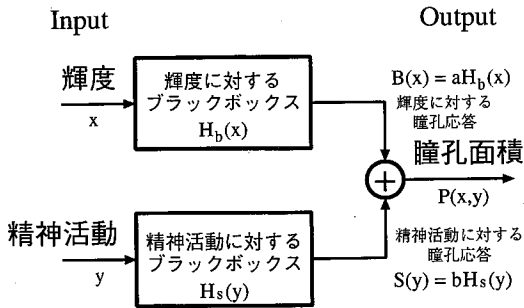 Input
Output
輝度
x
輝度に対する
ブラックボックス
H_b(x)
B(x) = aH_b(x)
輝度に対する
瞳孔応答
瞳孔面積
P(x,y)
+
精神活動
y
精神活動に対する
ブラックボックス
H_s(y)
精神活動に対する
瞳孔応答
S(y) = bH_s(y)